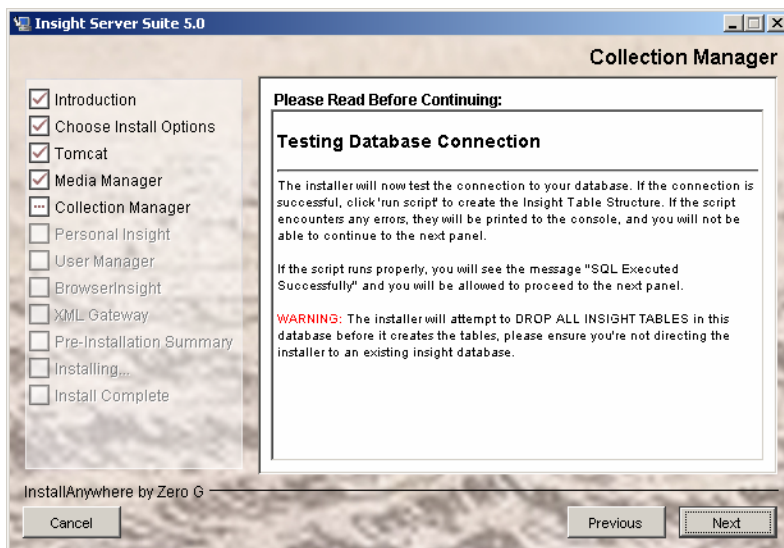 Insight Server Suite 5.0
Collection Manager
Introduction
Choose Install Options
Tomcat
Media Manager
Collection Manager
Personal Insight
User Manager
BrowserInsight
XML Gateway
Pre-Installation Summary
Installing...
Install Complete
Please Read Before Continuing:
Testing Database Connection
The installer will now test the connection to your database. If the connection is
successful, click 'run script' to create the Insight Table Structure. If the script
encounters any errors, they will be printed to the console, and you will not be
able to continue to the next panel.
If the script runs properly, you will see the message "SQL Executed
Successfully" and you will be allowed to proceed to the next panel.
WARNING: The installer will attempt to DROP ALL INSIGHT TABLES in this
database before it creates the tables, please ensure you're not directing the
installer to an existing insight database.
InstallAnywhere by Zero G
Cancel
Previous
Next